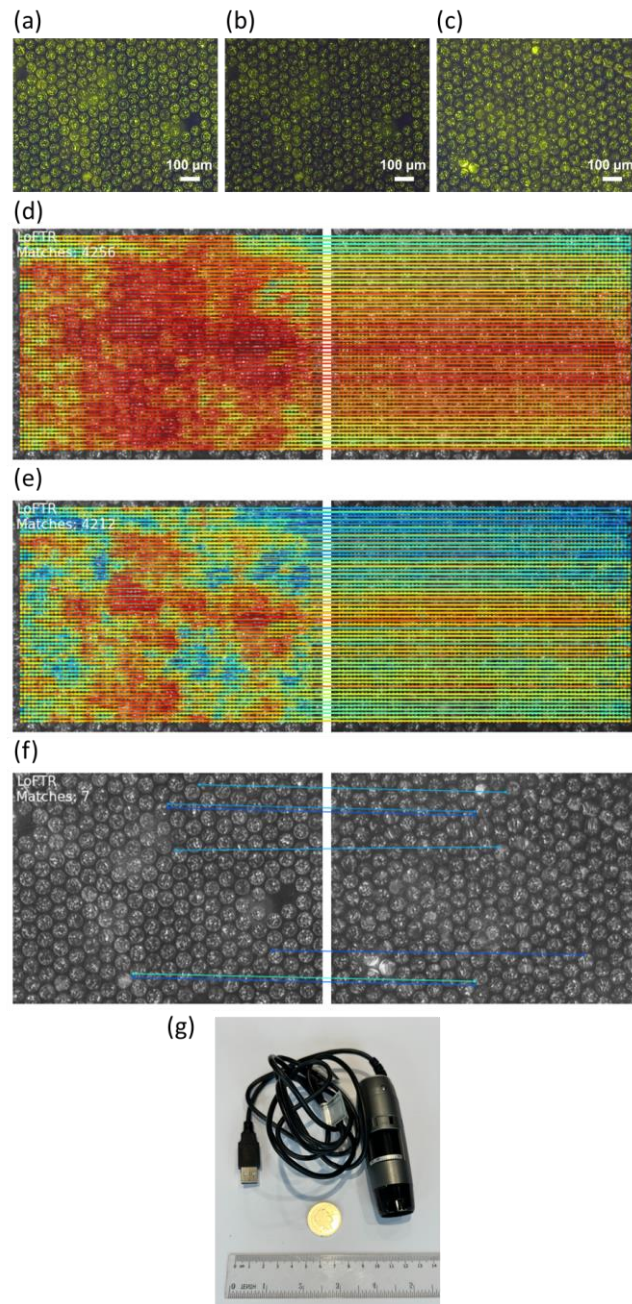 (a)
(b)
(c)
100 μm
100 μm
100 μm
(d)
LoFTR
Matches: 4256
(e)
LoFTR
Matches: 4212
(f)
LoFTR
Matches: 7
(g)